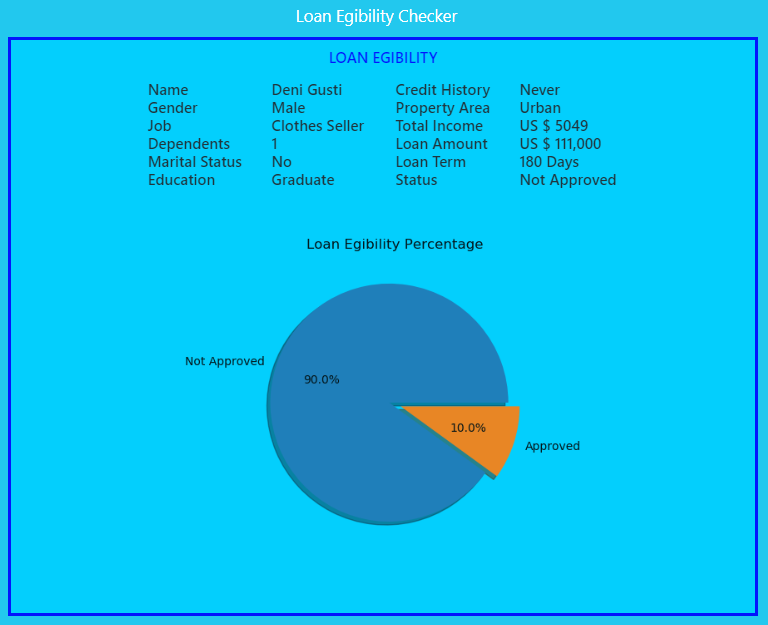 Loan Egibility Checker
LOAN EGIBILITY
Name Deni Gusti Credit History Never
Gender Male Property Area Urban
Job Clothes Seller Total Income US $ 5049
Dependents 1 Loan Amount US $ 111,000
Marital Status No Loan Term 180 Days
Education Graduate Status Not Approved
Loan Egibility Percentage
Not Approved
90.0%
10.0%
Approved